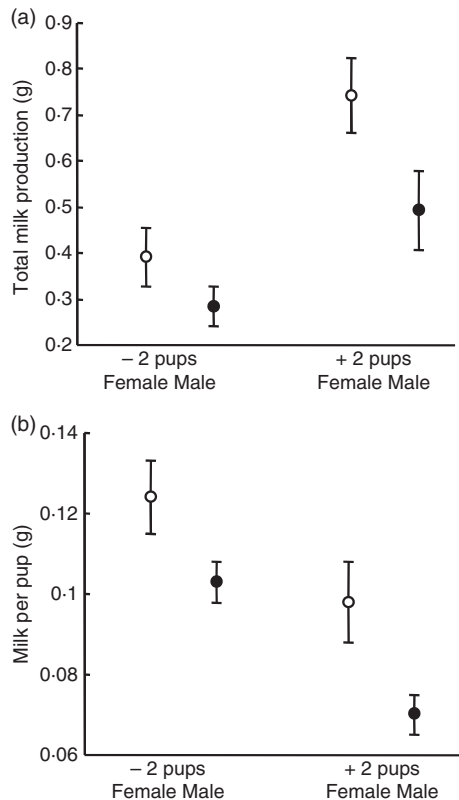 (a)
0·9
0·8
0·7
0·6
0·5
0·4
0·3
0·2
Total milk production (g)
– 2 pups + 2 pups
Female Male Female Male
(b)
0·14
0·12
0·1
0·08
0·06
Milk per pup (g)
– 2 pups + 2 pups
Female Male Female Male